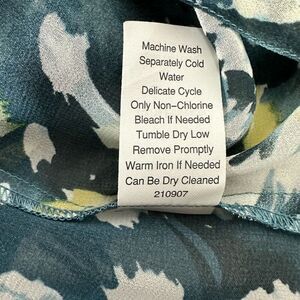 Machine Wash
Separately Cold
Water
Delicate Cycle
Only Non-Chlorine
Bleach If Needed
Tumble Dry Low
Remove Promptly
Warm Iron If Needed
Can Be Dry Cleaned
210907